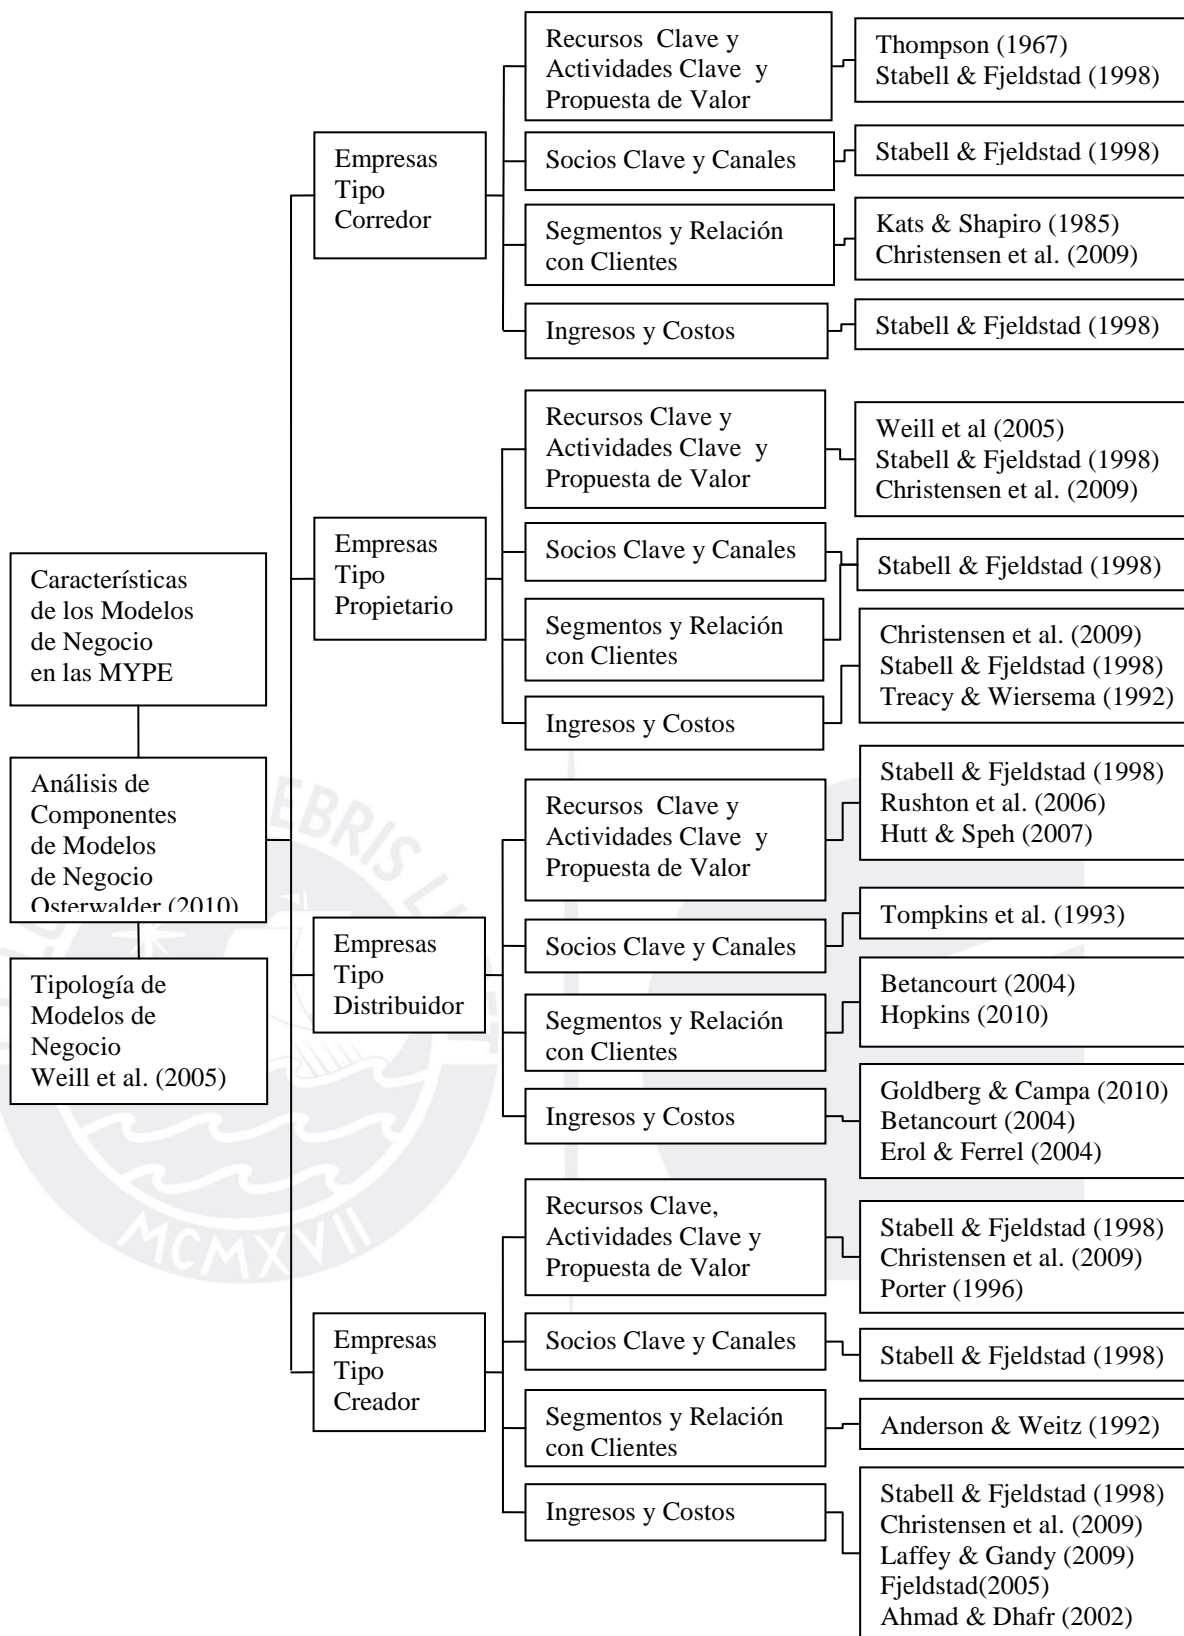 Recursos Clave y
Actividades Clave y
Propuesta de Valor
Thompson (1967)
Stabell & Fjeldstad (1998)
Empresas
Tipo
Corredor
Socios Clave y Canales
Stabell & Fjeldstad (1998)
Segmentos y Relación
con Clientes
Kats & Shapiro (1985)
Christensen et al. (2009)
Ingresos y Costos
Stabell & Fjeldstad (1998)
Recursos Clave y
Actividades Clave y
Propuesta de Valor
Weill et al (2005)
Stabell & Fjeldstad (1998)
Christensen et al. (2009)
Empresas
Tipo
Propietario
Socios Clave y Canales
Stabell & Fjeldstad (1998)
Segmentos y Relación
con Clientes
Ingresos y Costos
Christensen et al. (2009)
Stabell & Fjeldstad (1998)
Treacy & Wiersema (1992)
Característicás
de los Modelos
de Negocio
en las MYPE
Análisis de
Componentes
de Modelos
de Negocio
Osterwalder (2010)
Tipología de
Modelos de
Negocio
Weill et al. (2005)
Recursos Clave y
Actividades Clave y
Propuesta de Valor
Stabell & Fjeldstad (1998)
Rushton et al. (2006)
Hutt & Speh (2007)
Empresas
Tipo
Distribuidor
Socios Clave y Canales
Tompkins et al. (1993)
Segmentos y Relación
con Clientes
Betancourt (2004)
Hopkins (2010)
Ingresos y Costos
Goldberg & Campa (2010)
Betancourt (2004)
Erol & Ferrel (2004)
Recursos Clave,
Actividades Clave y
Propuesta de Valor
Stabell & Fjeldstad (1998)
Christensen et al. (2009)
Porter (1996)
Empresas
Tipo
Creador
Socios Clave y Canales
Stabell & Fjeldstad (1998)
Segmentos y Relación
con Clientes
Anderson & Weitz (1992)
Ingresos y Costos
Stabell & Fjeldstad (1998)
Christensen et al. (2009)
Laffey & Gandy (2009)
Fjeldstad(2005)
Ahmad & Dhafr (2002)
MCMXVII